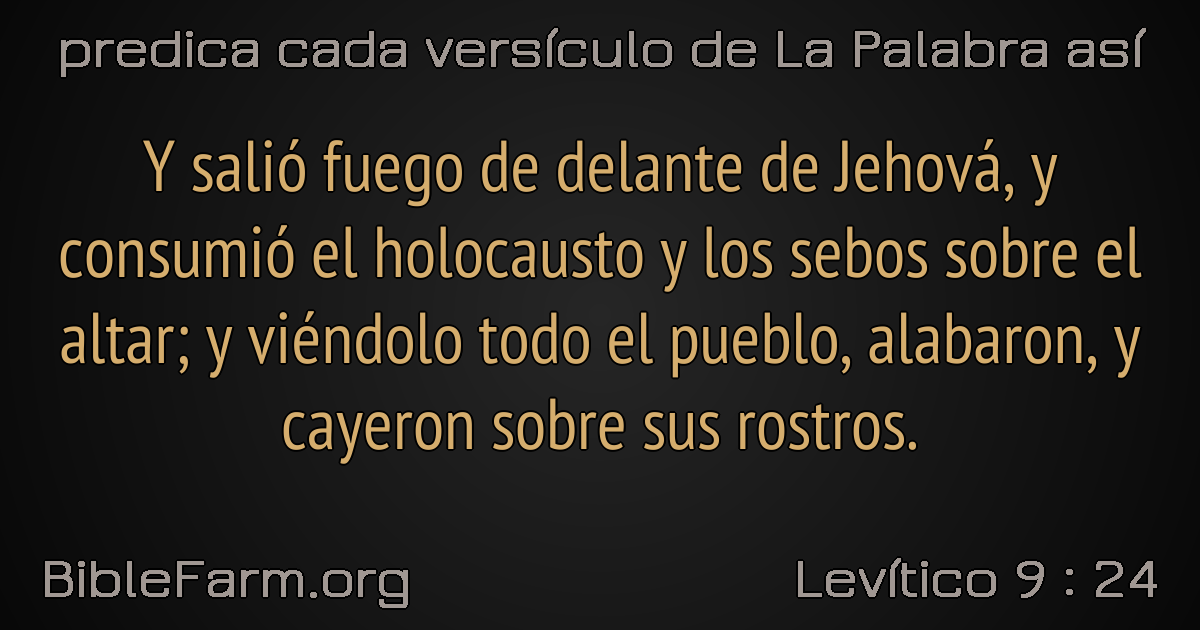 predica cada versículo de La Palabra así
Y salió fuego de delante de Jehová, y
consumió el holocausto y los sebos sobre el
altar; y viéndolo todo el pueblo, alabaron, y
cayeron sobre sus rostros.
BibleFarm.org
Levítico 9 : 24